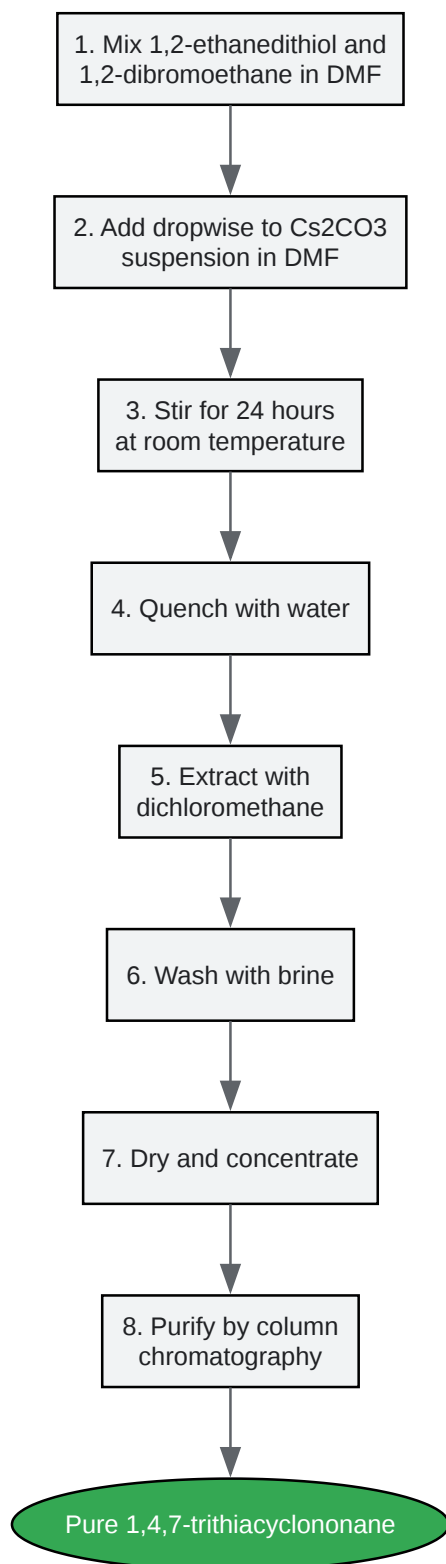 1. Mix 1,2-ethanedithiol and
1,2-dibromoethane in DMF
2. Add dropwise to Cs2CO3
suspension in DMF
3. Stir for 24 hours
at room temperature
4. Quench with water
5. Extract with
dichloromethane
6. Wash with brine
7. Dry and concentrate
8. Purify by column
chromatography
Pure 1,4,7-trithiacyclononane